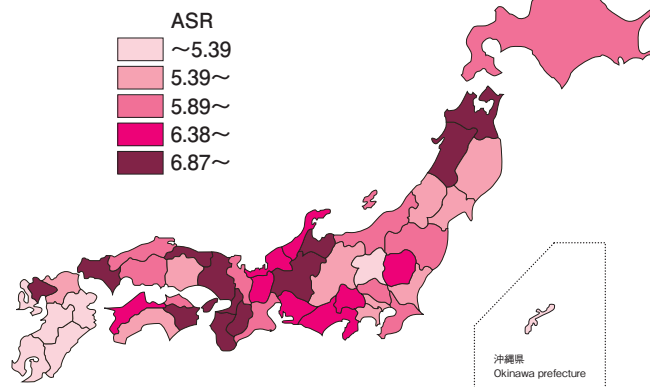 ASR
〜5.39
5.39〜
5.89〜
6.38〜
6.87〜
沖縄県
Okinawa prefecture